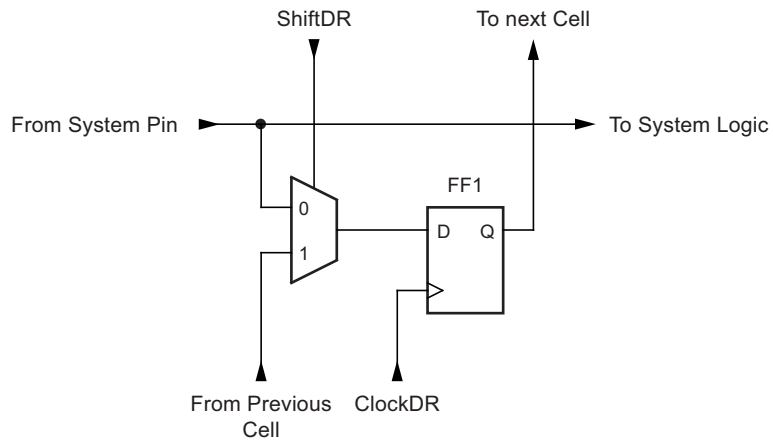 ShiftDR
To next Cell
From System Pin
To System Logic
FF1
0
D
Q
1
From Previous
Cell
ClockDR